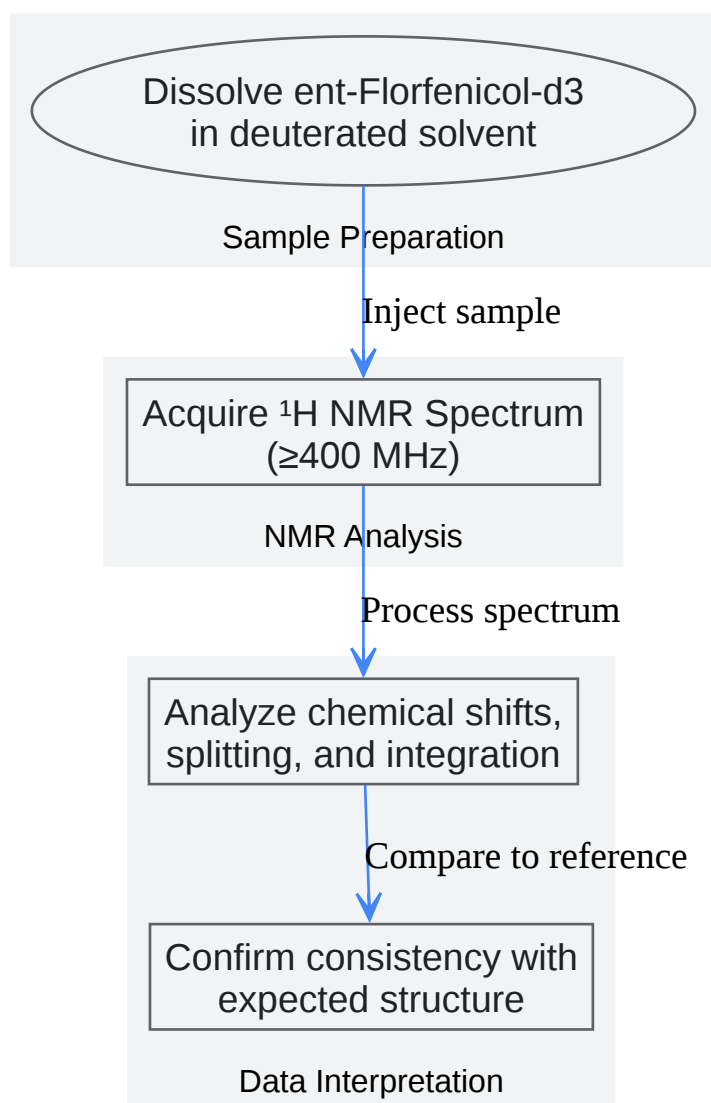 Dissolve ent-Florfenicol-d3
in deuterated solvent
Sample Preparation
Inject sample
Acquire ¹H NMR Spectrum
(≥400 MHz)
NMR Analysis
Process spectrum
Analyze chemical shifts,
splitting, and integration
Compare to reference
Confirm consistency with
expected structure
Data Interpretation